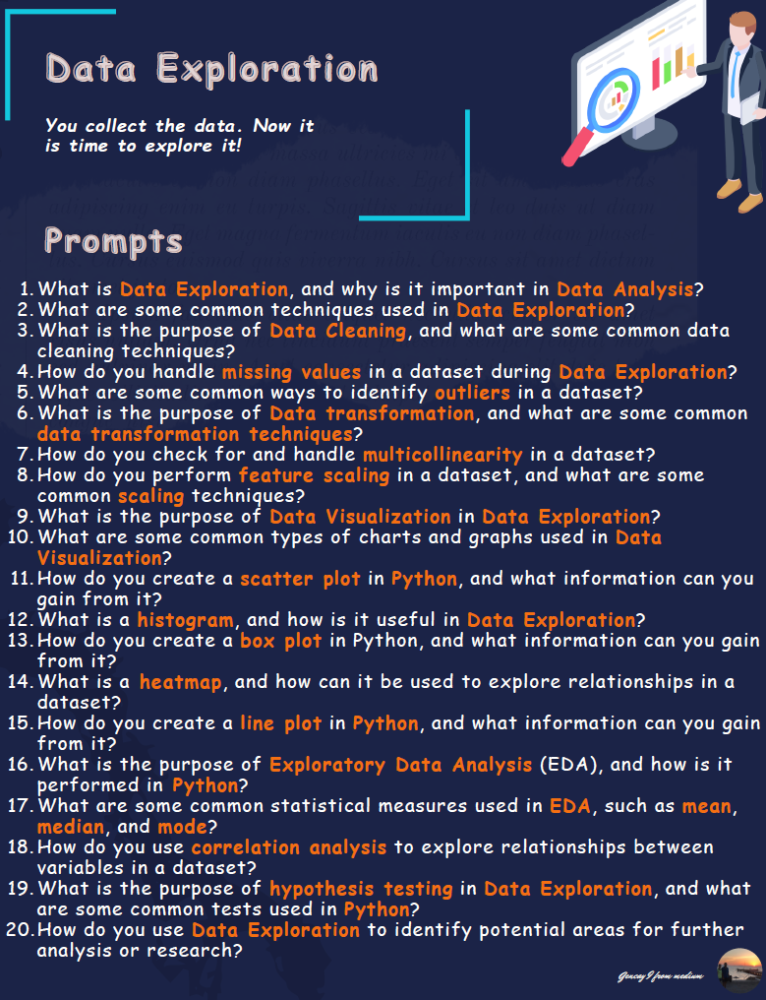 Data Exploration
You collect the data. Now it
is time to explore it!
Prompts
1. What is Data Exploration, and why is it important in Data Analysis?
2. What are some common techniques used in Data Exploration?
3. What is the purpose of Data Cleaning, and what are some common data
cleaning techniques?
4. How do you handle missing values in a dataset during Data Exploration?
5. What are some common ways to identify outliers in a dataset?
6. What is the purpose of Data transformation, and what are some common
data transformation techniques?
7. How do you check for and handle multicollinearity in a dataset?
8. How do you perform feature scaling in a dataset, and what are some
common scaling techniques?
9. What is the purpose of Data Visualization in Data Exploration?
10. What are some common types of charts and graphs used in Data
Visualization?
11. How do you create a scatter plot in Python, and what information can you
gain from it?
12. What is a histogram, and how is it useful in Data Exploration?
13. How do you create a box plot in Python, and what information can you gain
from it?
14. What is a heatmap, and how can it be used to explore relationships in a
dataset?
15. How do you create a line plot in Python, and what information can you gain
from it?
16. What is the purpose of Exploratory Data Analysis (EDA), and how is it
performed in Python?
17. What are some common statistical measures used in EDA, such as mean,
median, and mode?
18. How do you use correlation analysis to explore relationships between
variables in a dataset?
19. What is the purpose of hypothesis testing in Data Exploration, and what
are some common tests used in Python?
20. How do you use Data Exploration to identify potential areas for further
analysis or research?
Gencay I from medium